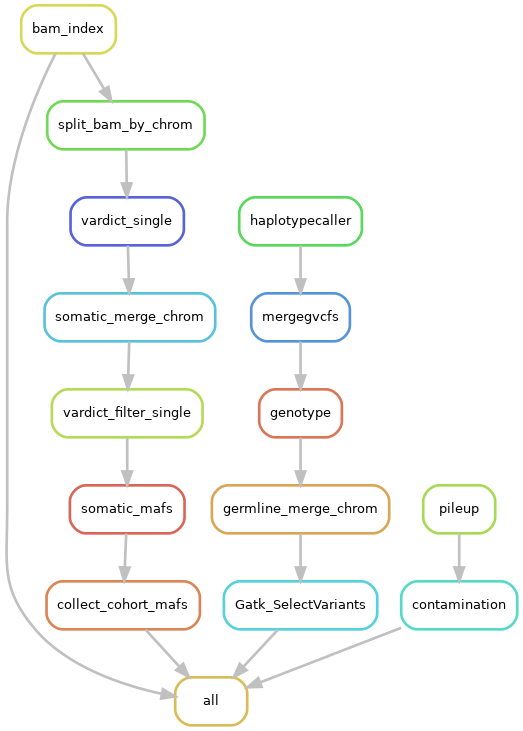 bam_index
split_bam_by_chrom
vardict_single
haplotypecaller
somatic_merge_chrom
mergegvcfs
vardict_filter_single
genotype
somatic_mafs
germline_merge_chrom
pileup
collect_cohort_mafs
Gatk_SelectVariants
contamination
all